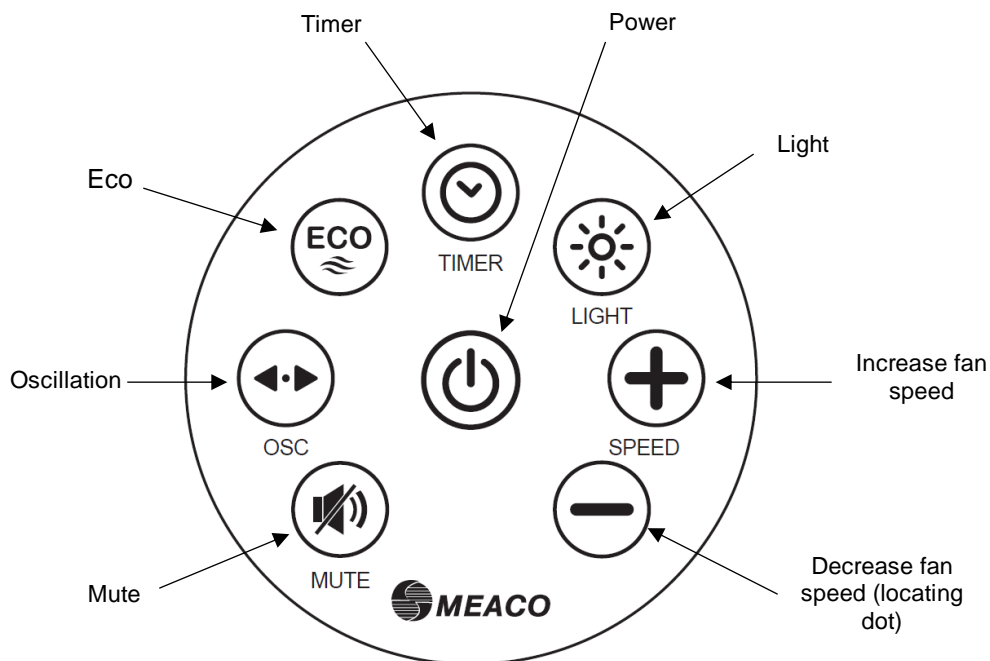 Timer
Power
Light
Eco
ECO
TIMER
LIGHT
Oscillation
Increase fan
speed
OSC
SPEED
Mute
MUTE
MEACO
Decrease fan
speed (locating
dot)